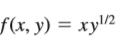 f(x, y) = xy^{1/2}